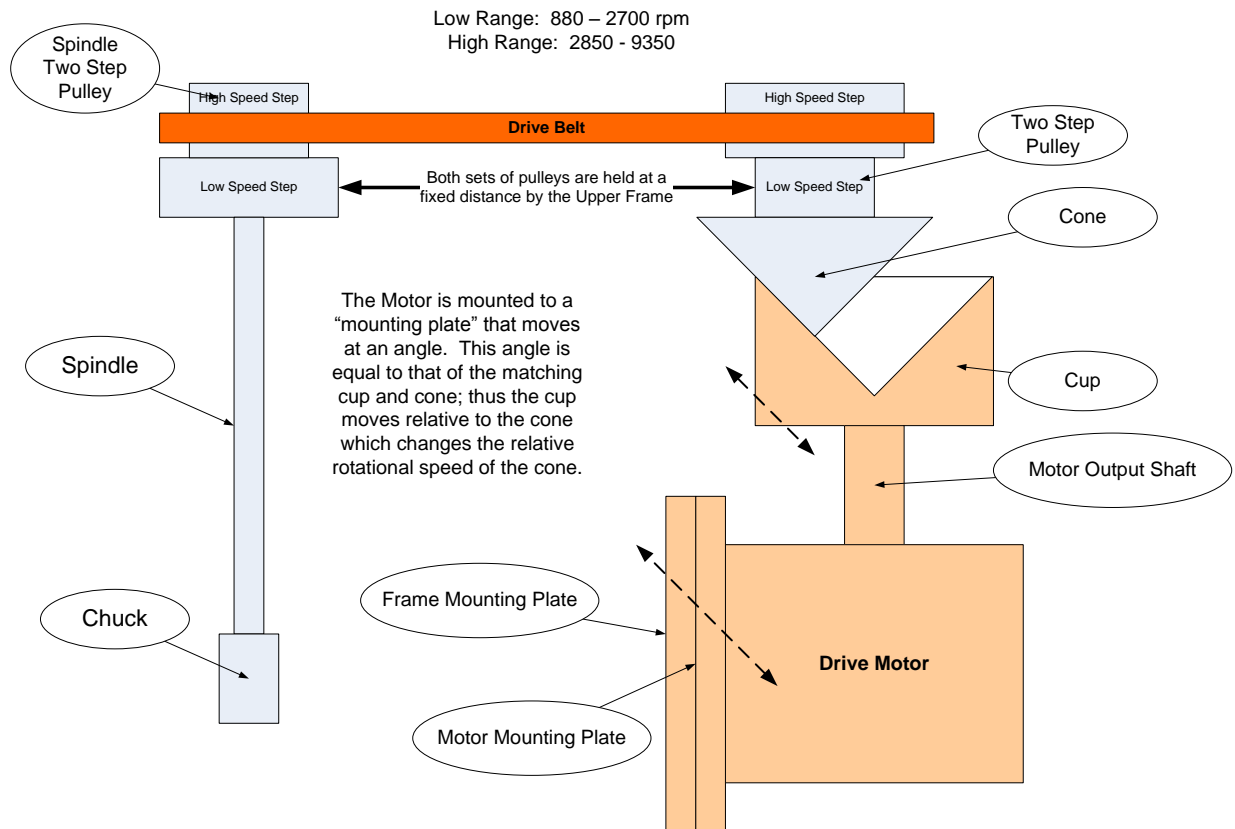 Low Range:  880 – 2700 rpm
High Range:  2850 - 9350
Spindle
Two Step
Pulley
High Speed Step
High Speed Step
Drive Belt
Two Step
Pulley
Low Speed Step
Both sets of pulleys are held at a
fixed distance by the Upper Frame
Low Speed Step
Cone
The Motor is mounted to a
“mounting plate” that moves
at an angle.  This angle is
equal to that of the matching
cup and cone; thus the cup
moves relative to the cone
which changes the relative
rotational speed of the cone.
Spindle
Cup
Motor Output Shaft
Frame Mounting Plate
Chuck
Drive Motor
Motor Mounting Plate